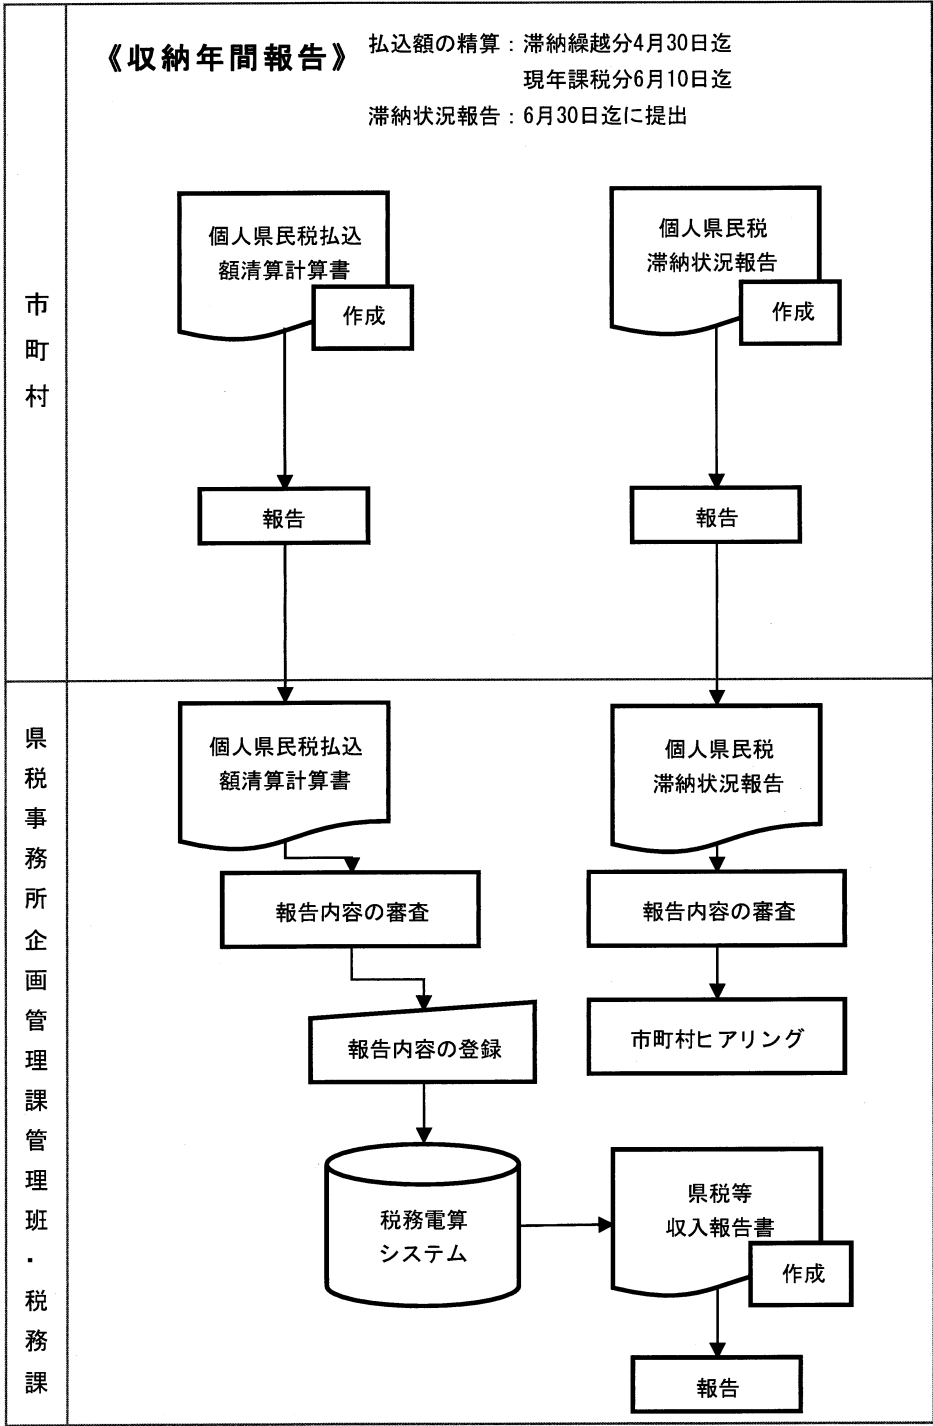 《収納年間報告》
払込額の精算：滞納繰越分4月30日迄
現年課税分6月10日迄
滞納状況報告：6月30日迄に提出
市町村
個人県民税払込
額清算計算書
作成
報告
個人県民税
滞納状況報告
作成
報告
県税事務所企画管理課管理班・税務課
個人県民税払込
額清算計算書
報告内容の審査
報告内容の登録
税務電算
システム
個人県民税
滞納状況報告
報告内容の審査
市町村ヒアリング
県税等
収入報告書
作成
報告